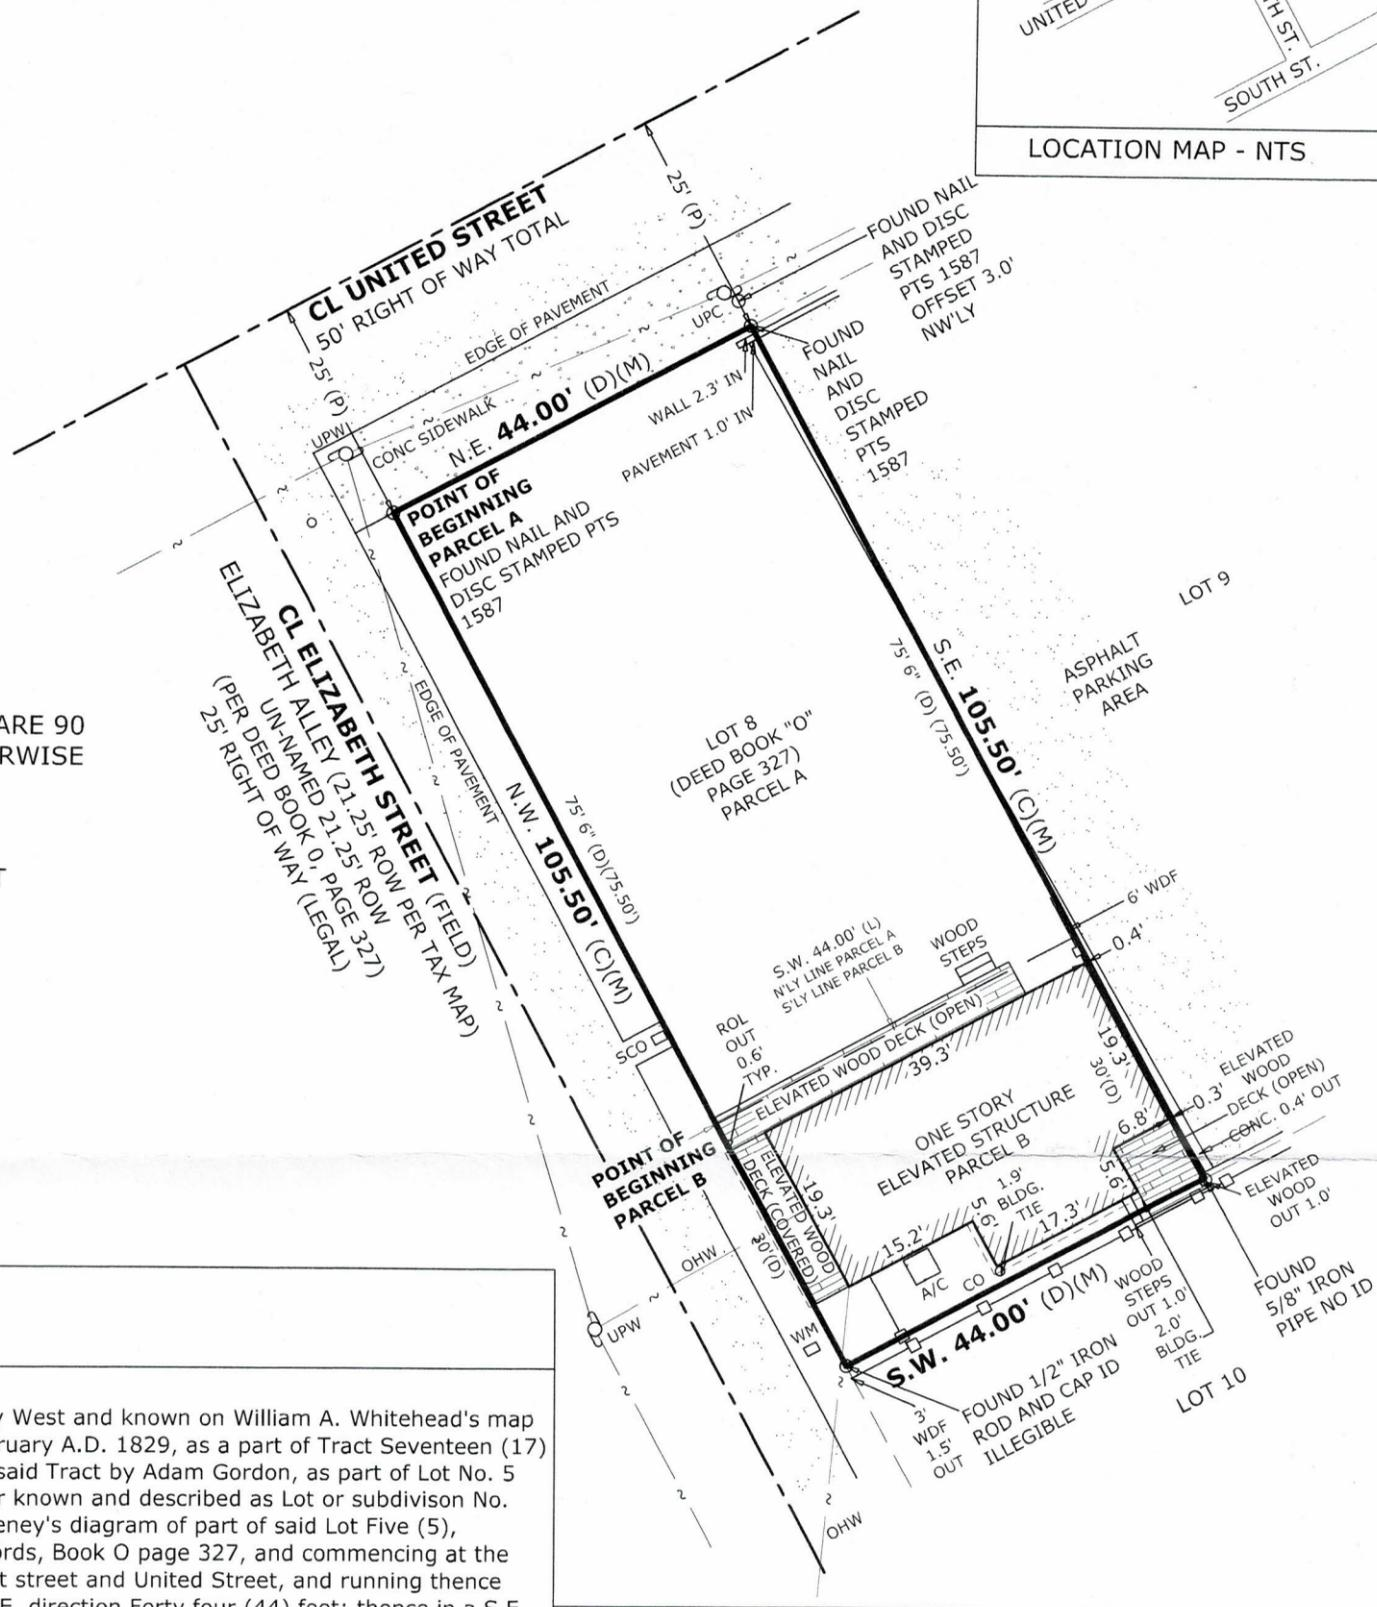 UNITED
TH ST.
SOUTH ST.
LOCATION MAP - NTS
CL UNITED STREET
50' RIGHT OF WAY TOTAL
25' (P)
25' (P)
EDGE OF PAVEMENT
UPC
UPW
CONC SIDEWALK
N.E. 44.00' (D)(M)
FOUND NAIL
AND DISC
STAMPED
PTS 1587
OFFSET 3.0'
NW'LY
FOUND
NAIL
AND
DISC
STAMPED
PTS
1587
WALL 2.3' IN
PAVEMENT 1.0' IN
POINT OF
BEGINNING
PARCEL A
FOUND NAIL AND
DISC STAMPED PTS
1587
CL ELIZABETH STREET (FIELD)
ELIZABETH ALLEY (21.25' ROW PER TAX MAP)
UN-NAMED 21.25' ROW
(PER DEED BOOK 0, PAGE 327)
25' RIGHT OF WAY (LEGAL)
EDGE OF PAVEMENT
ARE 90
RWISE
T
N.W. 105.50' (C)(M)
75' 6" (D)(75.50')
LOT 8
(DEED BOOK "O"
PAGE 327)
PARCEL A
S.E. 105.50' (C)(M)
75' 6" (D) (75.50')
LOT 9
ASPHALT
PARKING
AREA
6' WDF
0.4'
S.W. 44.00' (L)
N'LY LINE PARCEL A
S'LY LINE PARCEL B
WOOD
STEPS
ROL
OUT
0.6'
TYP.
SCO
ELEVATED WOOD DECK (OPEN)
39.3'
19.3'
30'(D)
ELEVATED
WOOD
DECK (OPEN)
0.3'
CONC. 0.4' OUT
6.8'
5.6'
ONE STORY
ELEVATED STRUCTURE
PARCEL B
1.9'
BLDG.
TIE
5.6'
17.3'
15.2'
19.3'
A/C
CO
ELEVATED WOOD
DECK (COVERED)
30'(D)
POINT OF
BEGINNING
PARCEL B
OHW
UPW
WM
S.W. 44.00' (D)(M)
ELEVATED
WOOD
OUT 1.0'
FOUND
5/8" IRON
PIPE NO ID
WOOD
STEPS
OUT 1.0'
2.0'
BLDG.
TIE
LOT 10
FOUND 1/2" IRON
ROD AND CAP ID
ILLEGIBLE
3'
WDF
1.5'
OUT
OHW
y West and known on William A. Whitehead's map
ruary A.D. 1829, as a part of Tract Seventeen (17)
said Tract by Adam Gordon, as part of Lot No. 5
r known and described as Lot or subdivison No.
eney's diagram of part of said Lot Five (5),
ords, Book O page 327, and commencing at the
t street and United Street, and running thence
E. direction Forty four (44) feet; thence in a S.E.